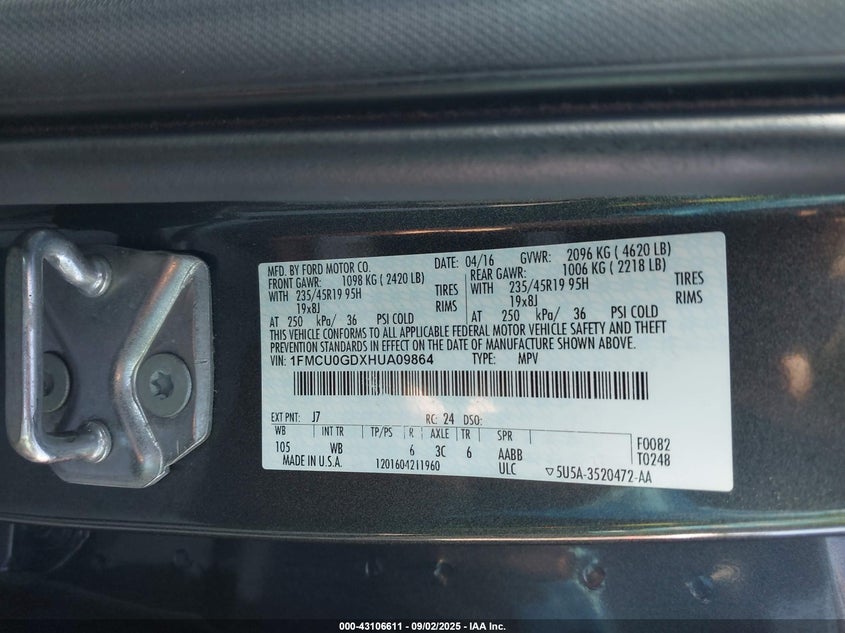 MFD. BY FORD MOTOR CO. DATE: 04/16 GVWR: 2096 KG ( 4620 LB)
FRONT GAWR: 1098 KG ( 2420 LB) REAR GAWR: 1006 KG ( 2218 LB)
WITH 235/45R19 95H TIRES WITH 235/45R19 95H TIRES
19x8J RIMS 19x8J RIMS
AT 250 kPa/ 36 PSI COLD AT 250 kPa/ 36 PSI COLD
THIS VEHICLE CONFORMS TO ALL APPLICABLE FEDERAL MOTOR VEHICLE SAFETY AND THEFT
PREVENTION STANDARDS IN EFFECT ON THE DATE OF MANUFACTURE SHOWN ABOVE.
VIN: 1FMCU0GDXHUA09864 TYPE: MPV
EXT PNT: J7 RC: 24 DSO:
WB INT TR TP/PS R AXLE TR SPR
105 WB 6 3C 6 AABB F0082
MADE IN U.S.A. 1201604211960 ULC ▽5U5A-3520472-AA T0248
000-43106611 - 09/02/2025 - IAA Inc.